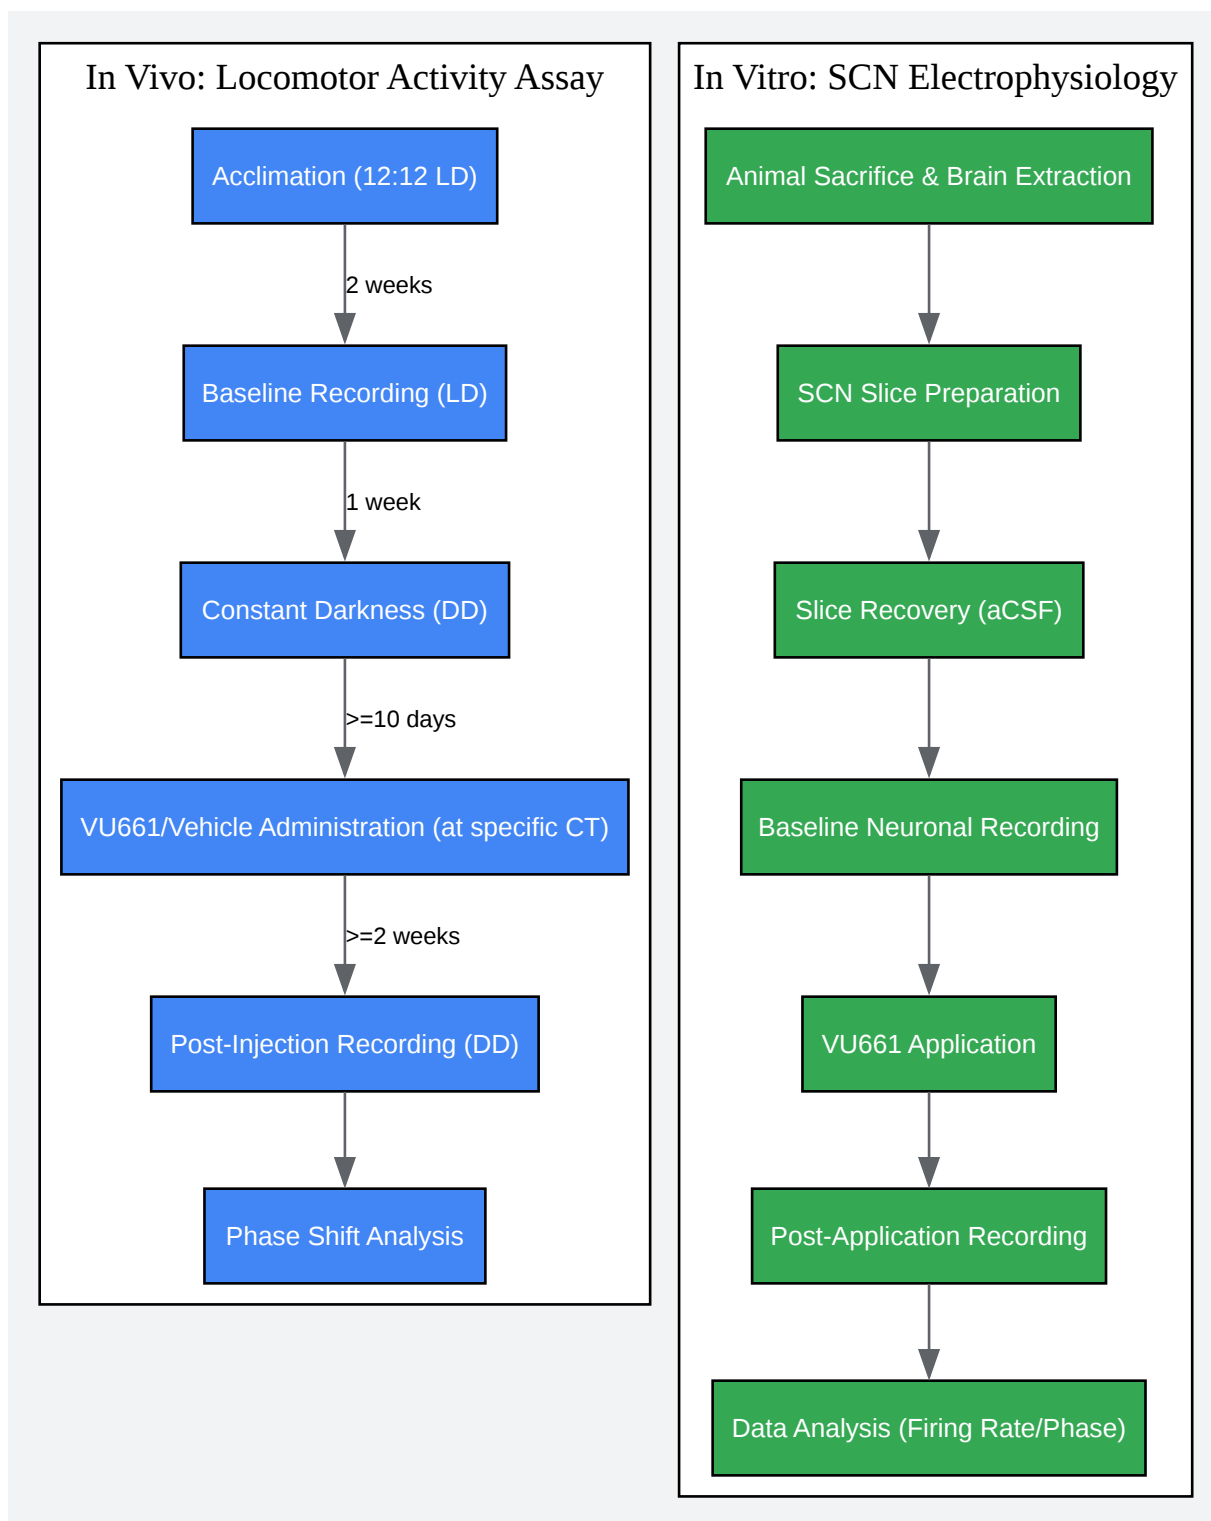 In Vivo: Locomotor Activity Assay
Acclimation (12:12 LD)
2 weeks
Baseline Recording (LD)
1 week
Constant Darkness (DD)
>=10 days
VU661/Vehicle Administration (at specific CT)
>=2 weeks
Post-Injection Recording (DD)
Phase Shift Analysis
In Vitro: SCN Electrophysiology
Animal Sacrifice & Brain Extraction
SCN Slice Preparation
Slice Recovery (aCSF)
Baseline Neuronal Recording
VU661 Application
Post-Application Recording
Data Analysis (Firing Rate/Phase)